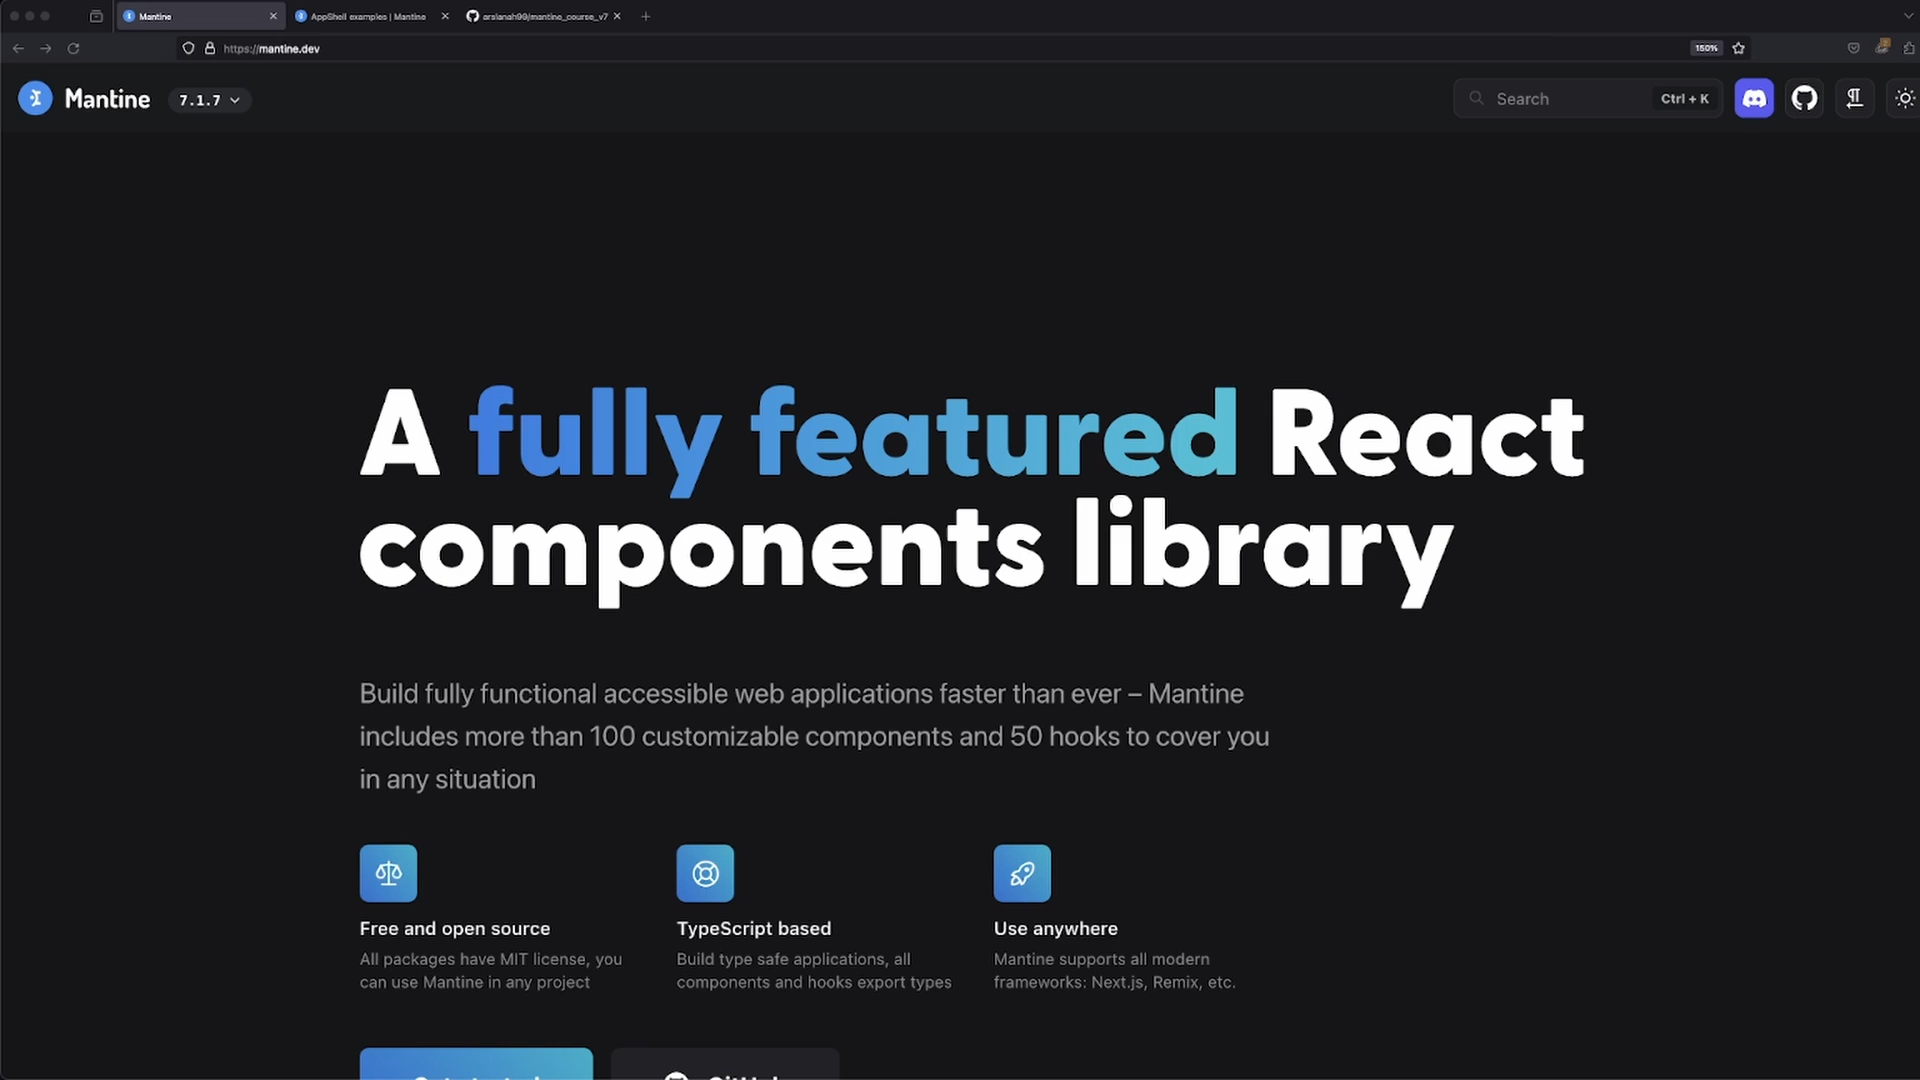 Mantine
AppShell examples | Mantine
arslanah99/mantine_course_v7
https://mantine.dev
150%
Mantine
7.1.7
Search
Ctrl + K
A fully featured React
components library
Build fully functional accessible web applications faster than ever – Mantine
includes more than 100 customizable components and 50 hooks to cover you
in any situation
Free and open source
All packages have MIT license, you
can use Mantine in any project
TypeScript based
Build type safe applications, all
components and hooks export types
Use anywhere
Mantine supports all modern
frameworks: Next.js, Remix, etc.